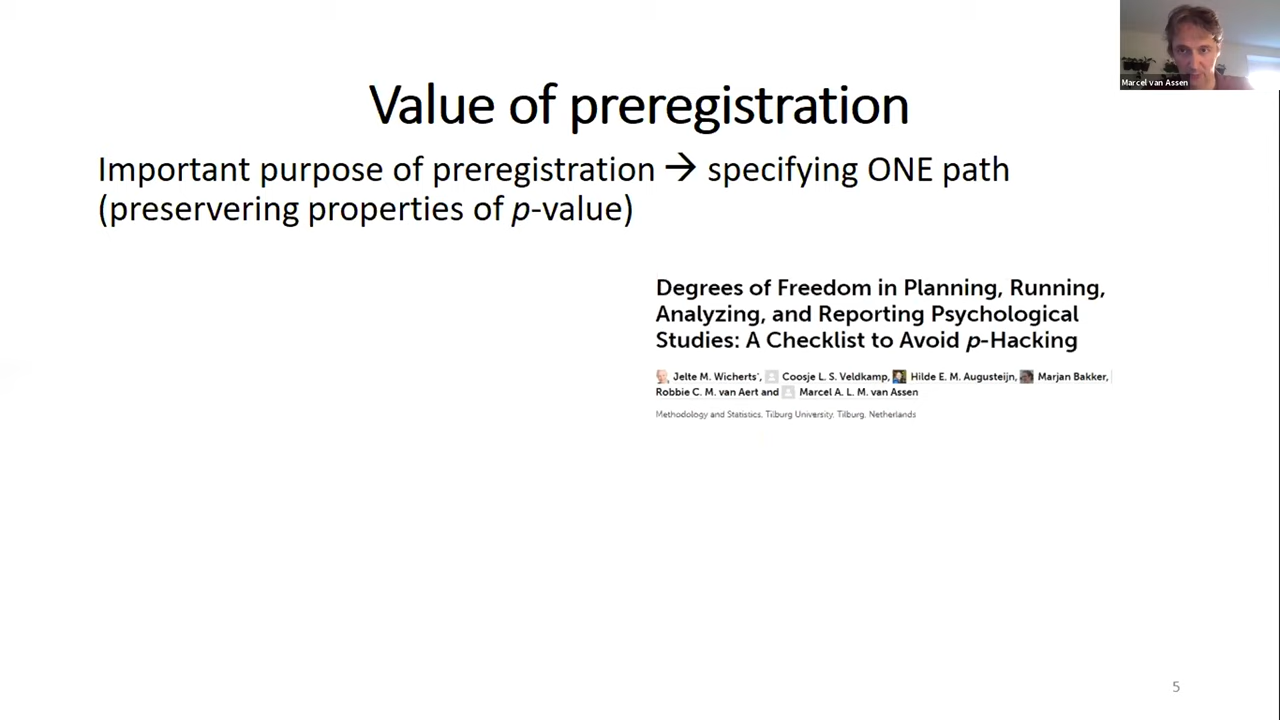 Marcel van Assen
Value of preregistration
Important purpose of preregistration → specifying ONE path
(preservering properties of p-value)
Degrees of Freedom in Planning, Running,
Analyzing, and Reporting Psychological
Studies: A Checklist to Avoid p-Hacking
Jelte M. Wicherts*, Coosje L. S. Veldkamp, Hilde E. M. Augusteijn, Marjan Bakker,
Robbie C. M. van Aert and Marcel A. L. M. van Assen
Methodology and Statistics, Tilburg University, Tilburg, Netherlands
5